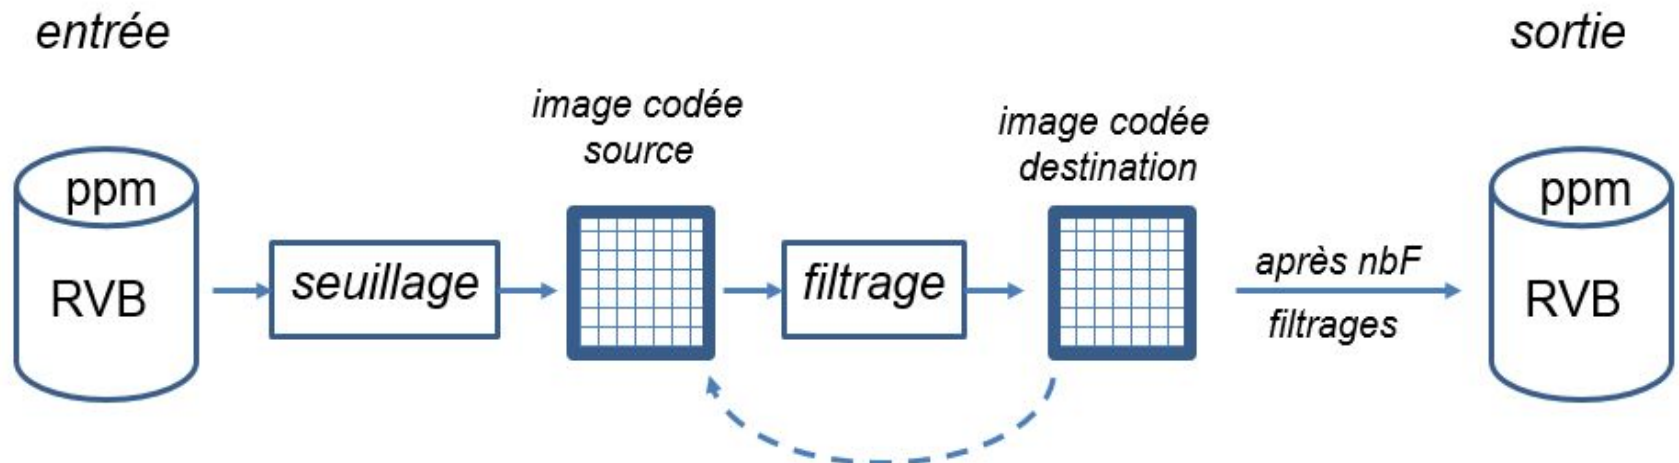 entrée
sortie
image codée
source
image codée
destination
ppm
RVB
seuillage
filtrage
après nbF
filtrages
ppm
RVB